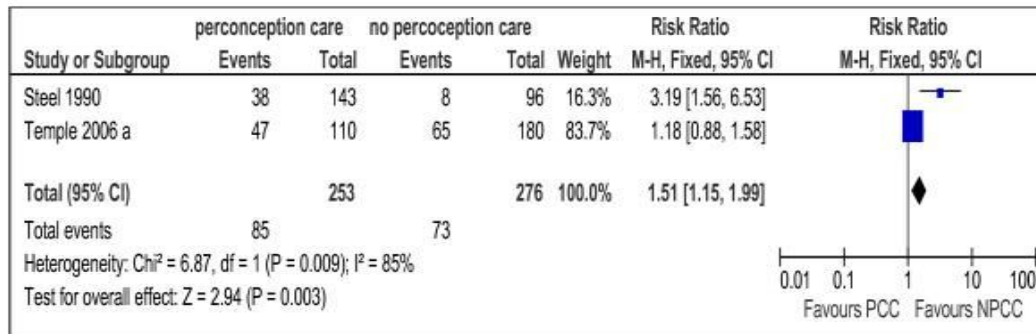 perconception care no percoception care Risk Ratio Risk Ratio
Study or Subgroup Events Total Events Total Weight M-H, Fixed, 95% CI M-H, Fixed, 95% CI
Steel 1990 38 143 8 96 16.3% 3.19 [1.56, 6.53]
Temple 2006 a 47 110 65 180 83.7% 1.18 [0.88, 1.58]
Total (95% CI) 253 276 100.0% 1.51 [1.15, 1.99]
Total events 85 73
Heterogeneity: Chi² = 6.87, df = 1 (P = 0.009); I² = 85%
Test for overall effect: Z = 2.94 (P = 0.003)
0.01 0.1 1 10 100
Favours PCC Favours NPCC